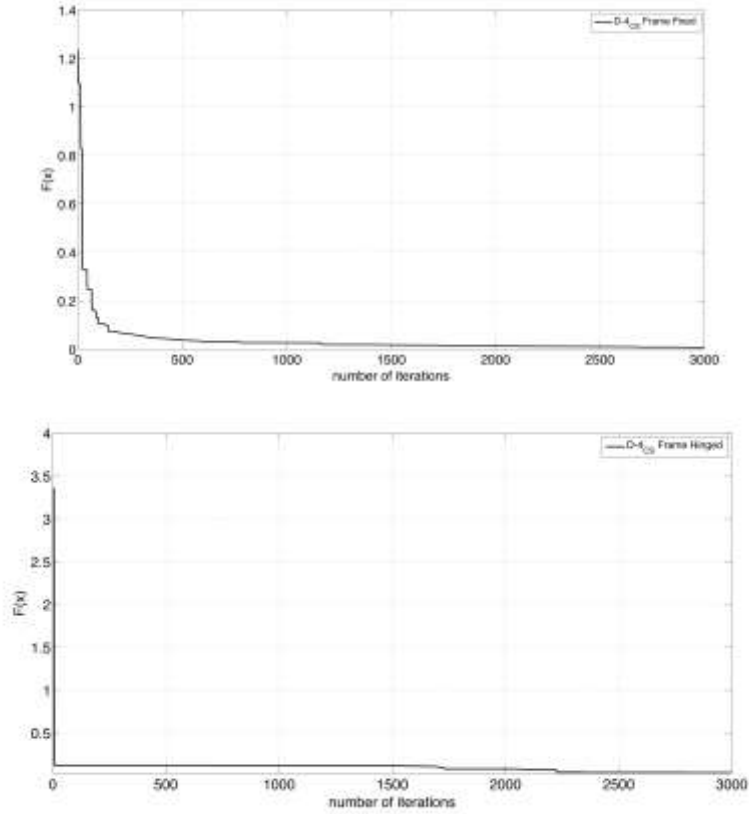 1.4
D-4CS Frame Fixed
1.2
1
0.8
F(x)
0.6
0.4
0.2
0
0 500 1000 1500 2000 2500 3000
number of iterations
4
D-4CS Frame Hinged
3.5
3
2.5
F(x)
2
1.5
1
0.5
0 500 1000 1500 2000 2500 3000
number of iterations